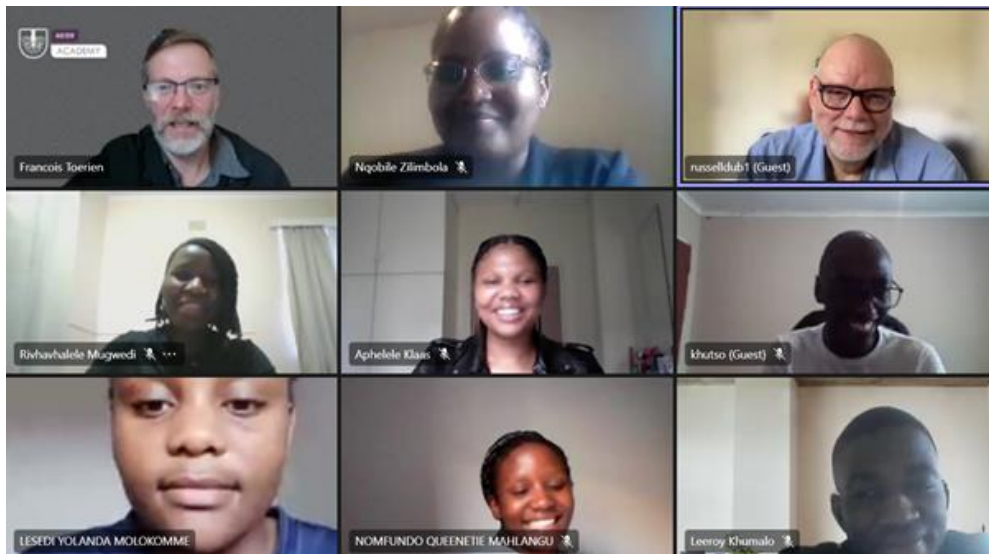 ACADEMY
Francois Toerien
Nqobile Zilimbola
russelldub1 (Guest)
Rivhavhalele Mugwedi
Aphelele Klaas
khutso (Guest)
LESEDI YOLANDA MOLOKOMME
NOMFUNDO QUEENETIE MAHLANGU
Leeroy Khumalo